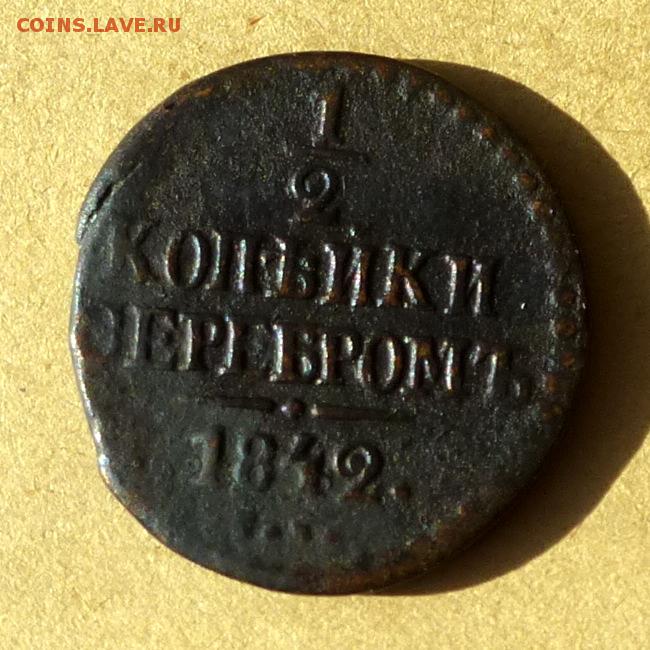 COINS.LAVE.RU
1
2
КОПѢЙКИ
СЕРЕБРОМЪ.
1842.